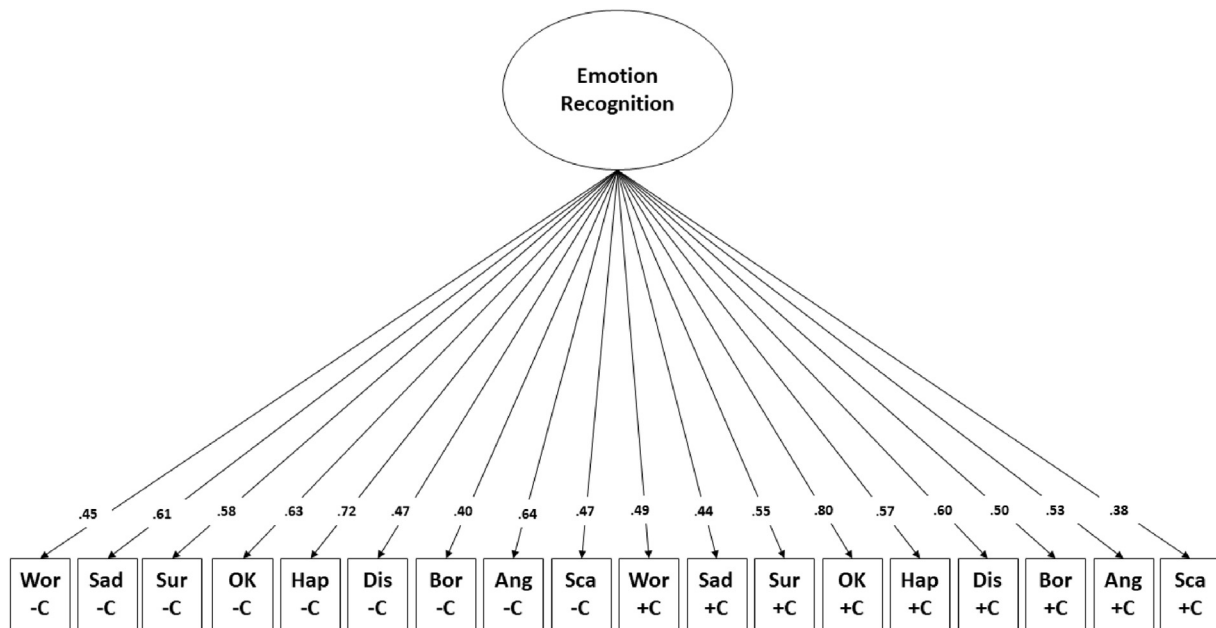 Emotion
Recognition
.45 .61 .58 .63 .72 .47 .40 .64 .47 .49 .44 .55 .80 .57 .60 .50 .53 .38
Wor Sad Sur OK Hap Dis Bor Ang Sca Wor Sad Sur OK Hap Dis Bor Ang Sca
-C -C -C -C -C -C -C -C -C +C +C +C +C +C +C +C +C +C